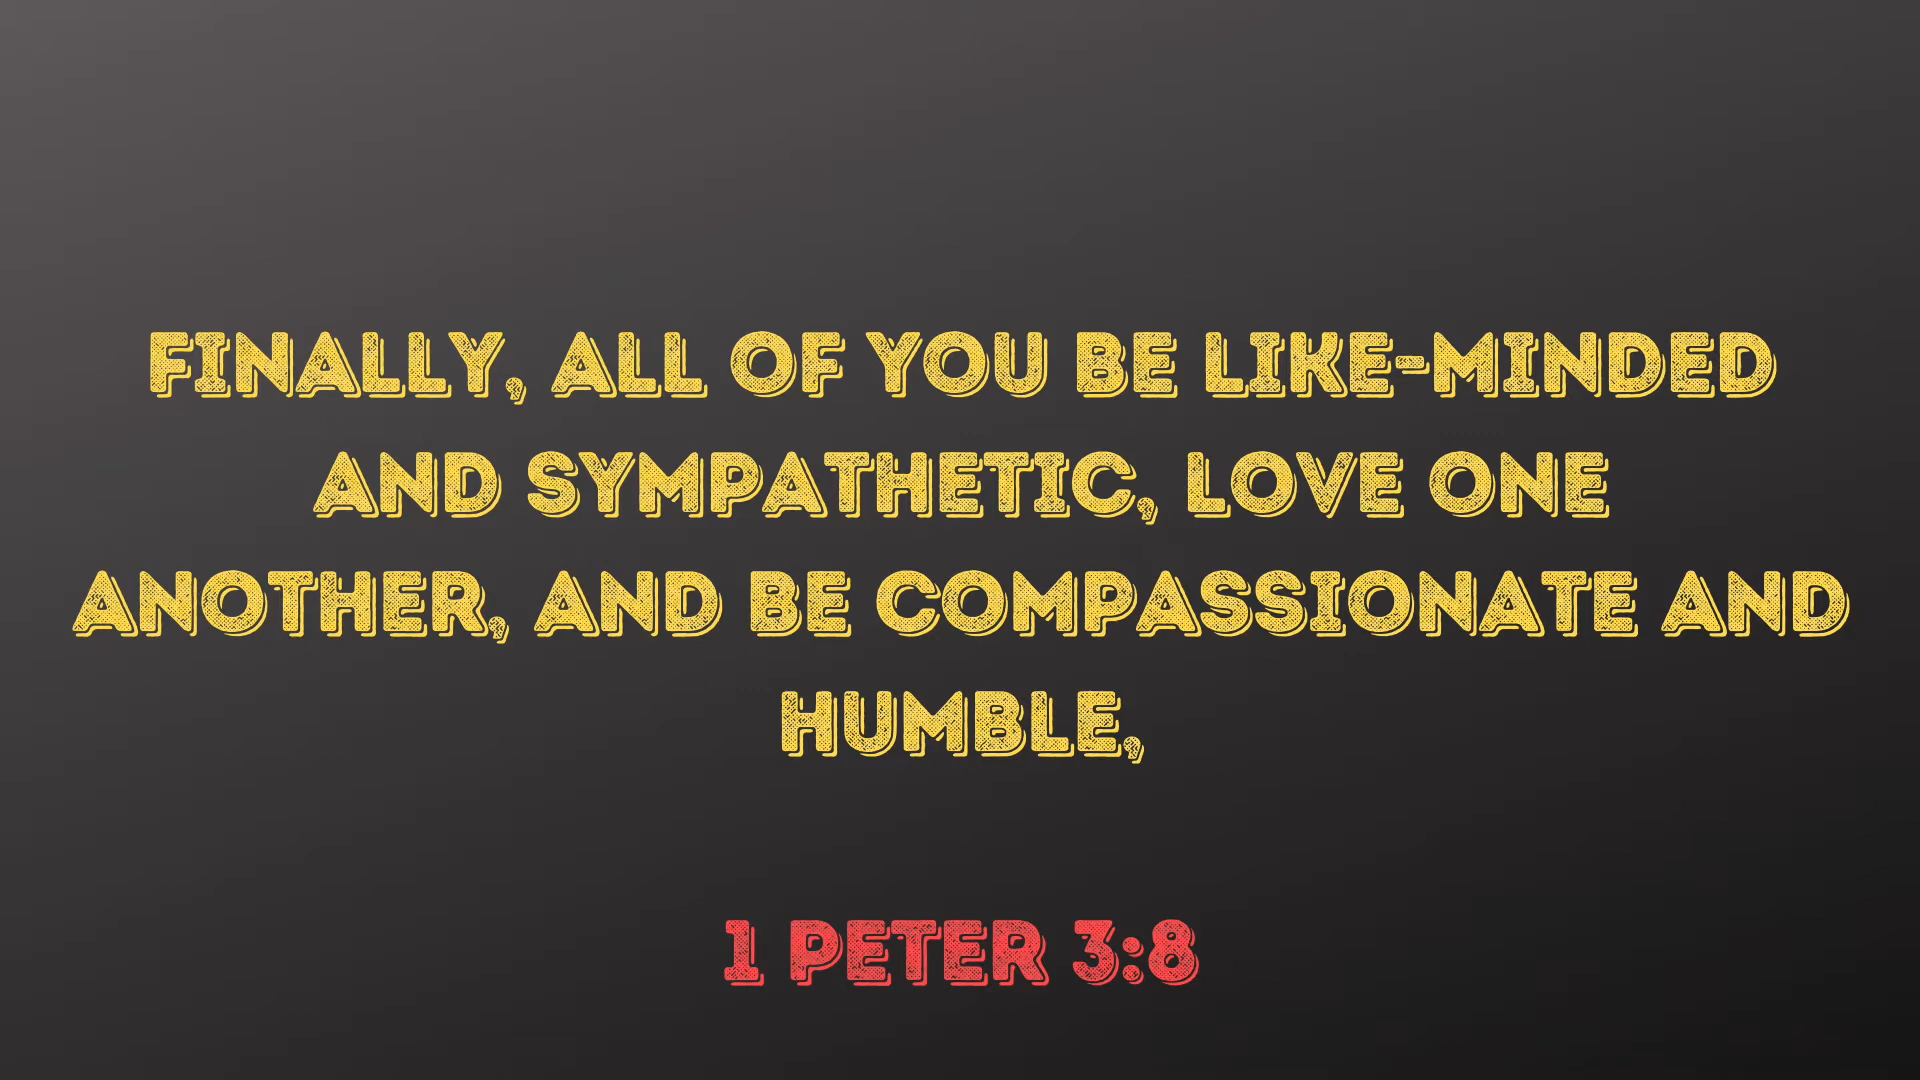 FINALLY, ALL OF YOU BE LIKE-MINDED
AND SYMPATHETIC, LOVE ONE
ANOTHER, AND BE COMPASSIONATE AND
HUMBLE,
1 PETER 3:8